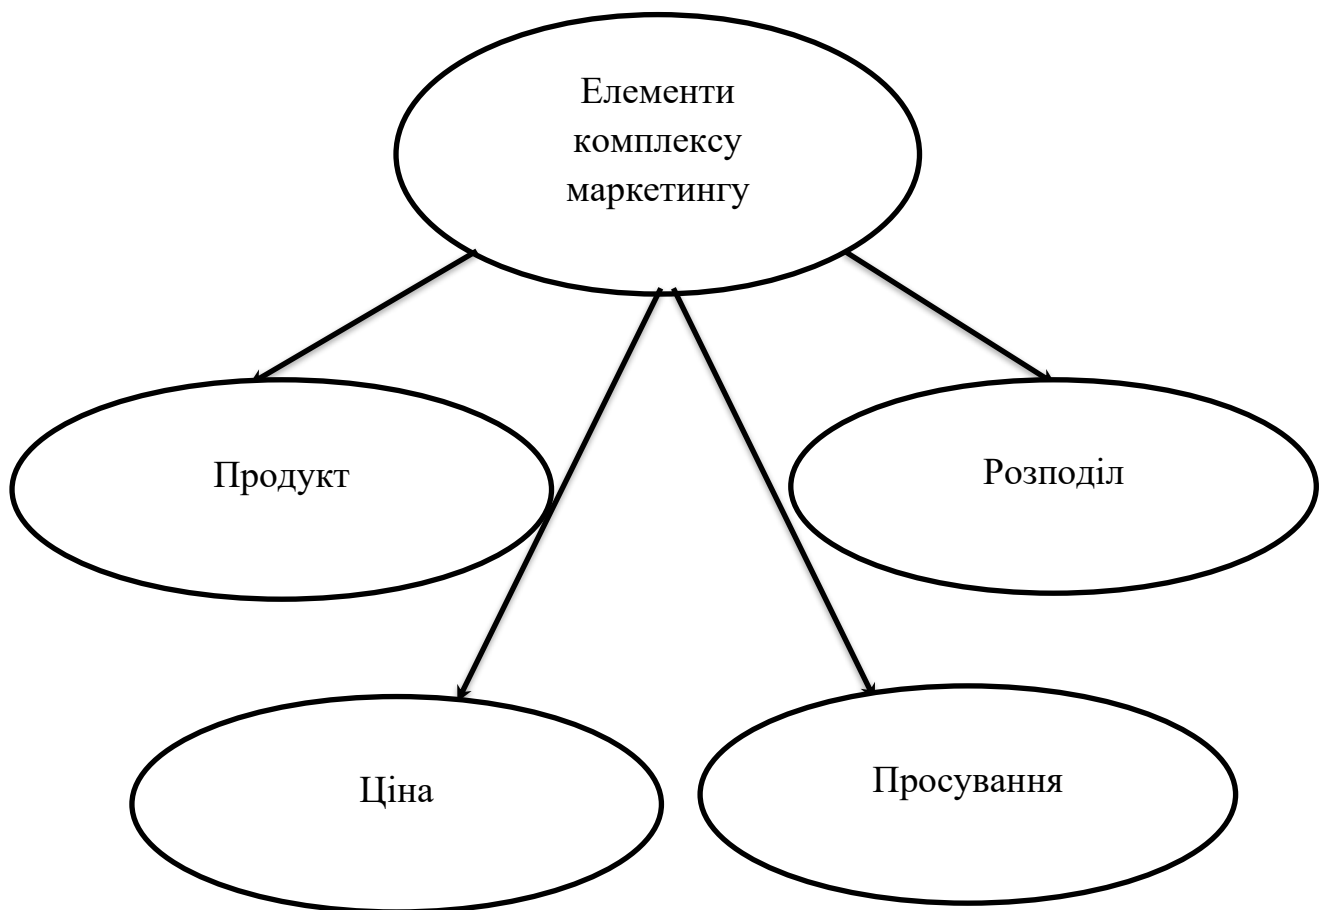 Елементи
комплексу
маркетингу
Продукт
Розподіл
Ціна
Просування